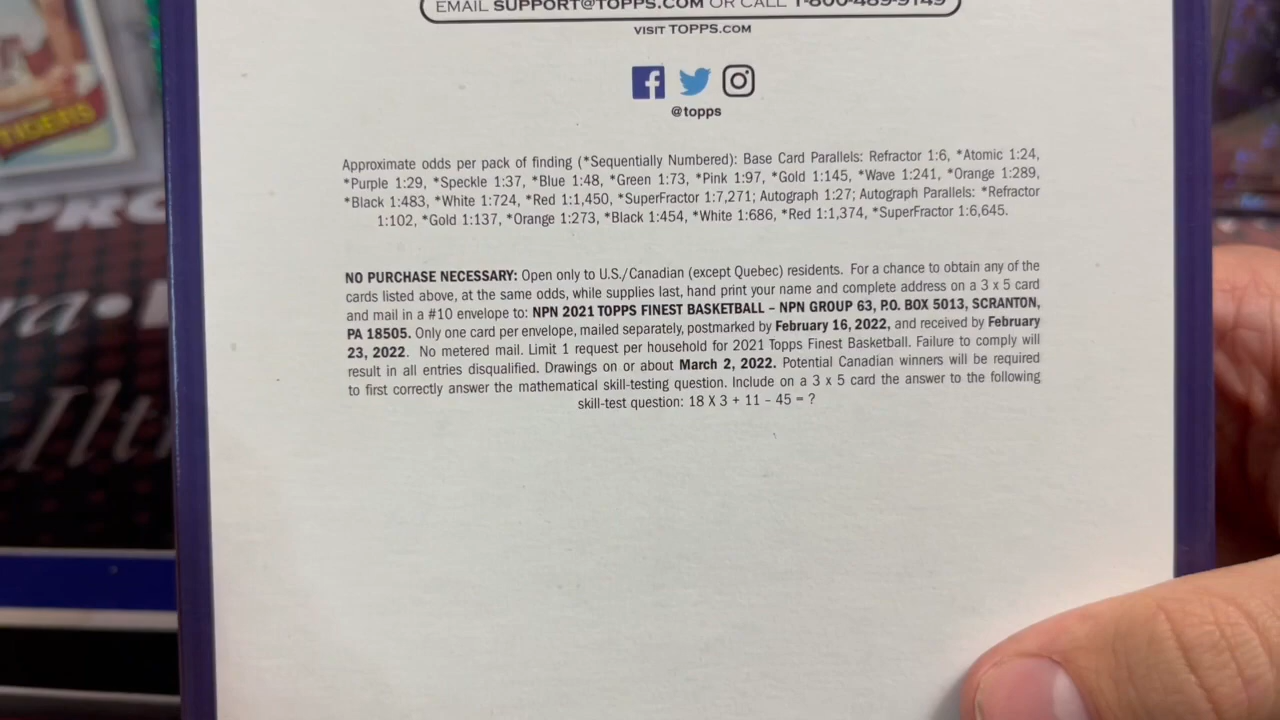 EMAIL SUPPORT@TOPPS.COM OR CALL 1-800-489-9149
VISIT TOPPS.COM
@topps
Approximate odds per pack of finding (*Sequentially Numbered): Base Card Parallels: Refractor 1:6, *Atomic 1:24,
*Purple 1:29, *Speckle 1:37, *Blue 1:48, *Green 1:73, *Pink 1:97, *Gold 1:145, *Wave 1:241, *Orange 1:289,
*Black 1:483, *White 1:724, *Red 1:1,450, *SuperFractor 1:7,271; Autograph 1:27; Autograph Parallels: *Refractor
1:102, *Gold 1:137, *Orange 1:273, *Black 1:454, *White 1:686, *Red 1:1,374, *SuperFractor 1:6,645.
NO PURCHASE NECESSARY: Open only to U.S./Canadian (except Quebec) residents. For a chance to obtain any of the
cards listed above, at the same odds, while supplies last, hand print your name and complete address on a 3 x 5 card
and mail in a #10 envelope to: NPN 2021 TOPPS FINEST BASKETBALL – NPN GROUP 63, P.O. BOX 5013, SCRANTON,
PA 18505. Only one card per envelope, mailed separately, postmarked by February 16, 2022, and received by February
23, 2022. No metered mail. Limit 1 request per household for 2021 Topps Finest Basketball. Failure to comply will
result in all entries disqualified. Drawings on or about March 2, 2022. Potential Canadian winners will be required
to first correctly answer the mathematical skill-testing question. Include on a 3 x 5 card the answer to the following
skill-test question: 18 X 3 + 11 – 45 = ?
TIGERS